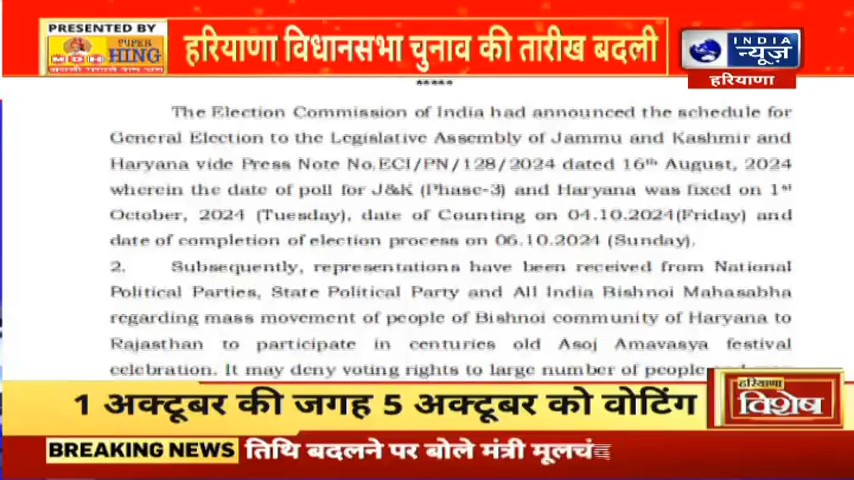 PRESENTED BY
MDH
SUPER
HING
हरियाणा विधानसभा चुनाव की तारीख बदली
INDIA
न्यूज़
हरियाणा
*****
The Election Commission of India had announced the schedule for
General Election to the Legislative Assembly of Jammu and Kashmir and
Haryana vide Press Note No.ECI/PN/128/2024 dated 16th August, 2024
wherein the date of poll for J&K (Phase-3) and Haryana was fixed on 1st
October, 2024 (Tuesday), date of Counting on 04.10.2024(Friday) and
date of completion of election process on 06.10.2024 (Sunday).
2. Subsequently, representations have been received from National
Political Parties, State Political Party and All India Bishnoi Mahasabha
regarding mass movement of people of Bishnoi community of Haryana to
Rajasthan to participate in centuries old Asoj Amavasya festival
celebration. It may deny voting rights to large number of people
1 अक्टूबर की जगह 5 अक्टूबर को वोटिंग
हरियाणा
विशेष
BREAKING NEWS तिथि बदलने पर बोले मंत्री मूलचं